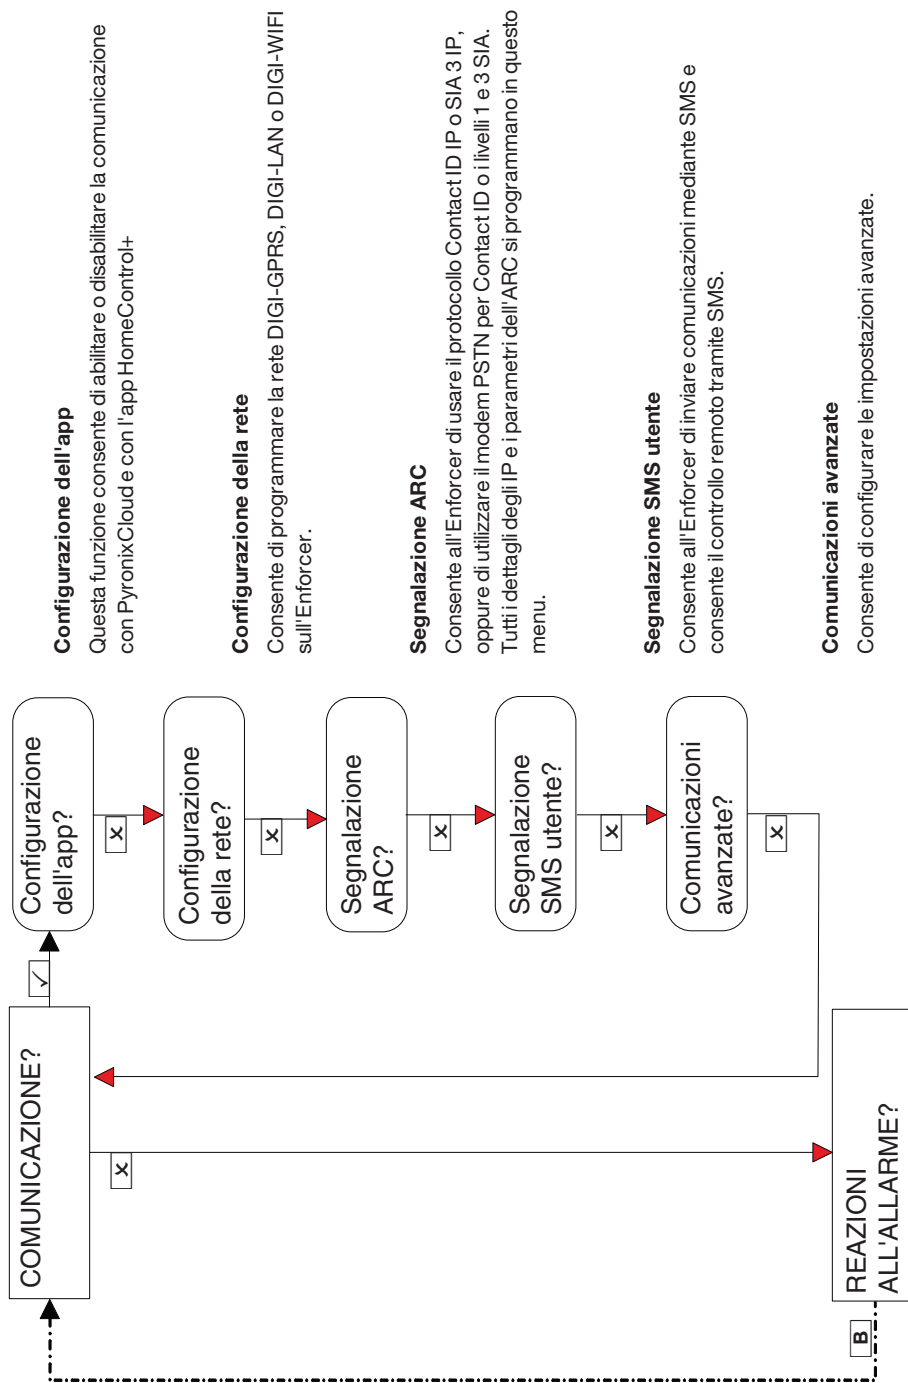 COMUNICAZIONE?
✓
x
B
REAZIONI
ALL'ALLARME?
Configurazione
dell'app?
x
Configurazione
della rete?
x
Segnalazione
ARC?
x
Segnalazione
SMS utente?
x
Comunicazioni
avanzate?
x
Configurazione dell'app
Questa funzione consente di abilitare o disabilitare la comunicazione
con PyronixCloud e con l'app HomeControl+
Configurazione della rete
Consente di programmare la rete DIGI-GPRS, DIGI-LAN o DIGI-WIFI
sull'Enforcer.
Segnalazione ARC
Consente all'Enforcer di usare il protocollo Contact ID IP o SIA 3 IP,
oppure di utilizzare il modem PSTN per Contact ID o i livelli 1 e 3 SIA.
Tutti i dettagli degli IP e i parametri dell'ARC si programmano in questo
menu.
Segnalazione SMS utente
Consente all'Enforcer di inviare comunicazioni mediante SMS e
consente il controllo remoto tramite SMS.
Comunicazioni avanzate
Consente di configurare le impostazioni avanzate.